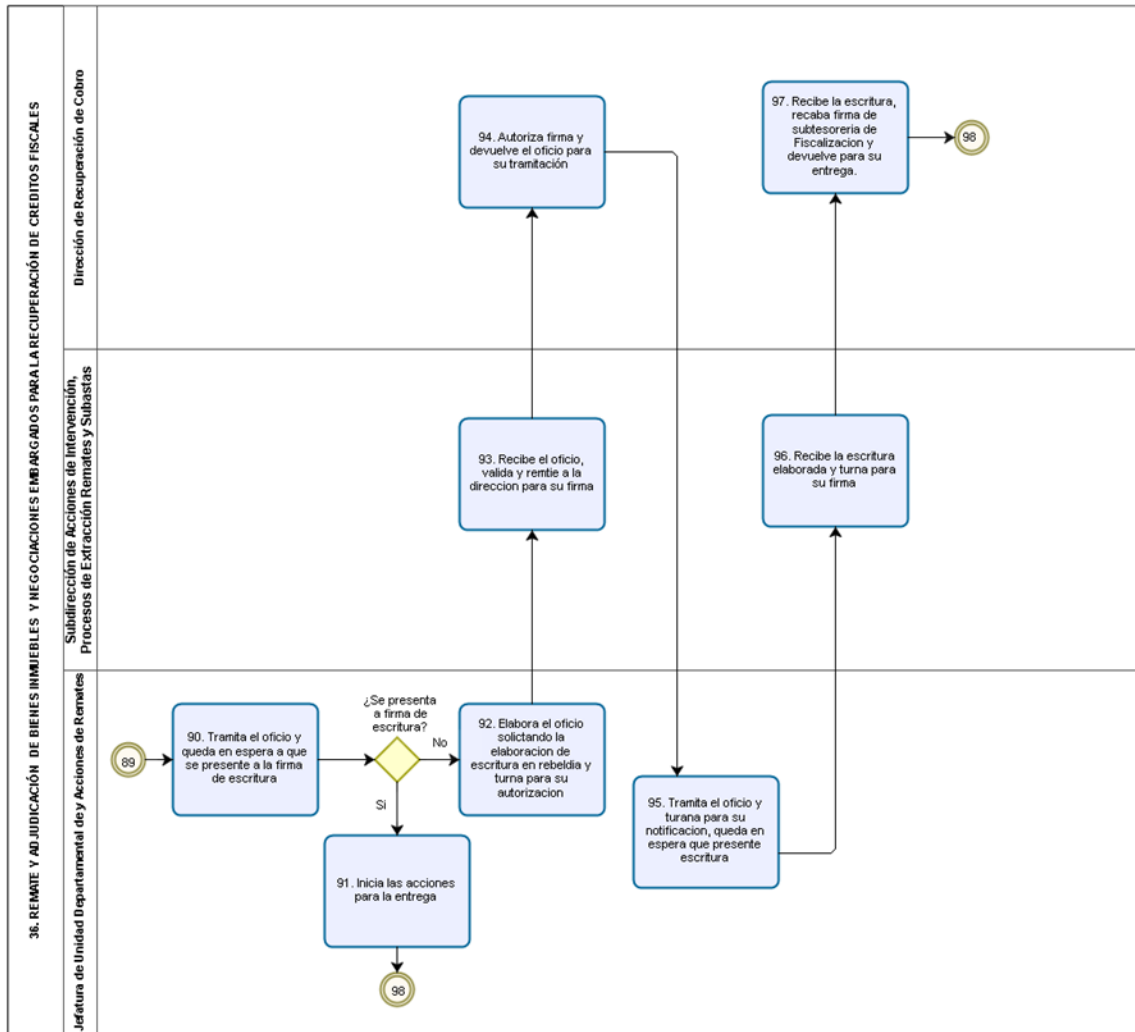 36. REMATE Y ADJUDICACIÓN DE BIENES INMUEBLES Y NEGOCIACIONES EMBARGADOS PARA LA RECUPERACIÓN DE CREDITOS FISCALES
Dirección de Recuperación de Cobro
94. Autoriza firma y
devuelve el oficio para
su tramitación
97. Recibe la escritura,
recaba firma de
subtesoreria de
Fiscalizacion y
devuelve para su
entrega.
98
Subdirección de Acciones de Intervención,
Procesos de Extracción Remates y Subastas
93. Recibe el oficio,
valida y remtie a la
direccion para su firma
96. Recibe la escritura
elaborada y turna para
su firma
Jefatura de Unidad Departamental de y Acciones de Remates
89
90. Tramita el oficio y
queda en espera a que
se presente a la firma
de escritura
¿Se presenta
a firma de
escritura?
No
Si
92. Elabora el oficio
solictando la
elaboracion de
escritura en rebeldia y
turna para su
autorizacion
91. Inicia las acciones
para la entrega
98
95. Tramita el oficio y
turana para su
notificacion, queda en
espera que presente
escritura